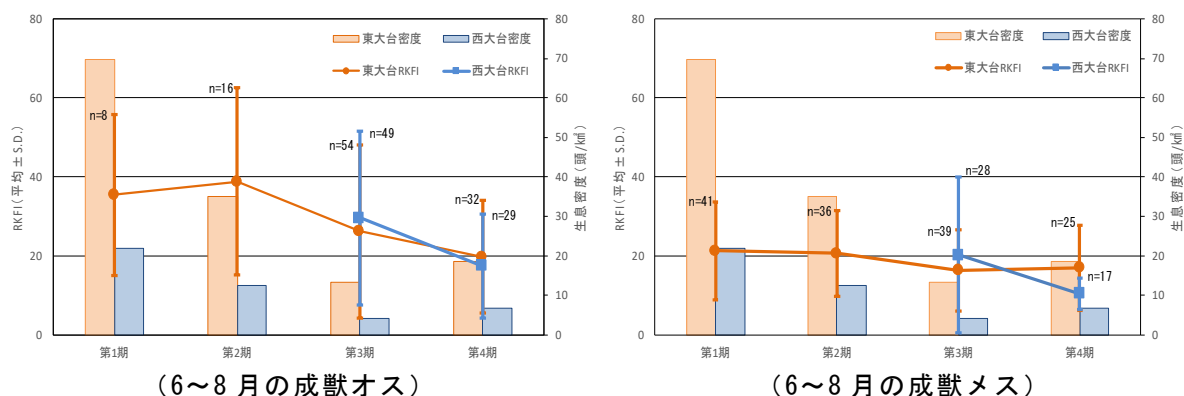 80
70
60
50
40
30
20
10
0
80
60
40
20
0
RKFI(平均±S.D.)
生息密度(頭/㎢)
東大台密度
西大台密度
東大台RKFI
西大台RKFI
n=8
n=16
n=54
n=49
n=32
n=29
第1期
第2期
第3期
第4期
(6～8月の成獣オス)
80
60
40
20
0
80
70
60
50
40
30
20
10
0
RKFI(平均±S.D.)
生息密度(頭/㎢)
東大台密度
西大台密度
東大台RKFI
西大台RKFI
n=41
n=36
n=39
n=28
n=25
n=17
第1期
第2期
第3期
第4期
(6～8月の成獣メス)